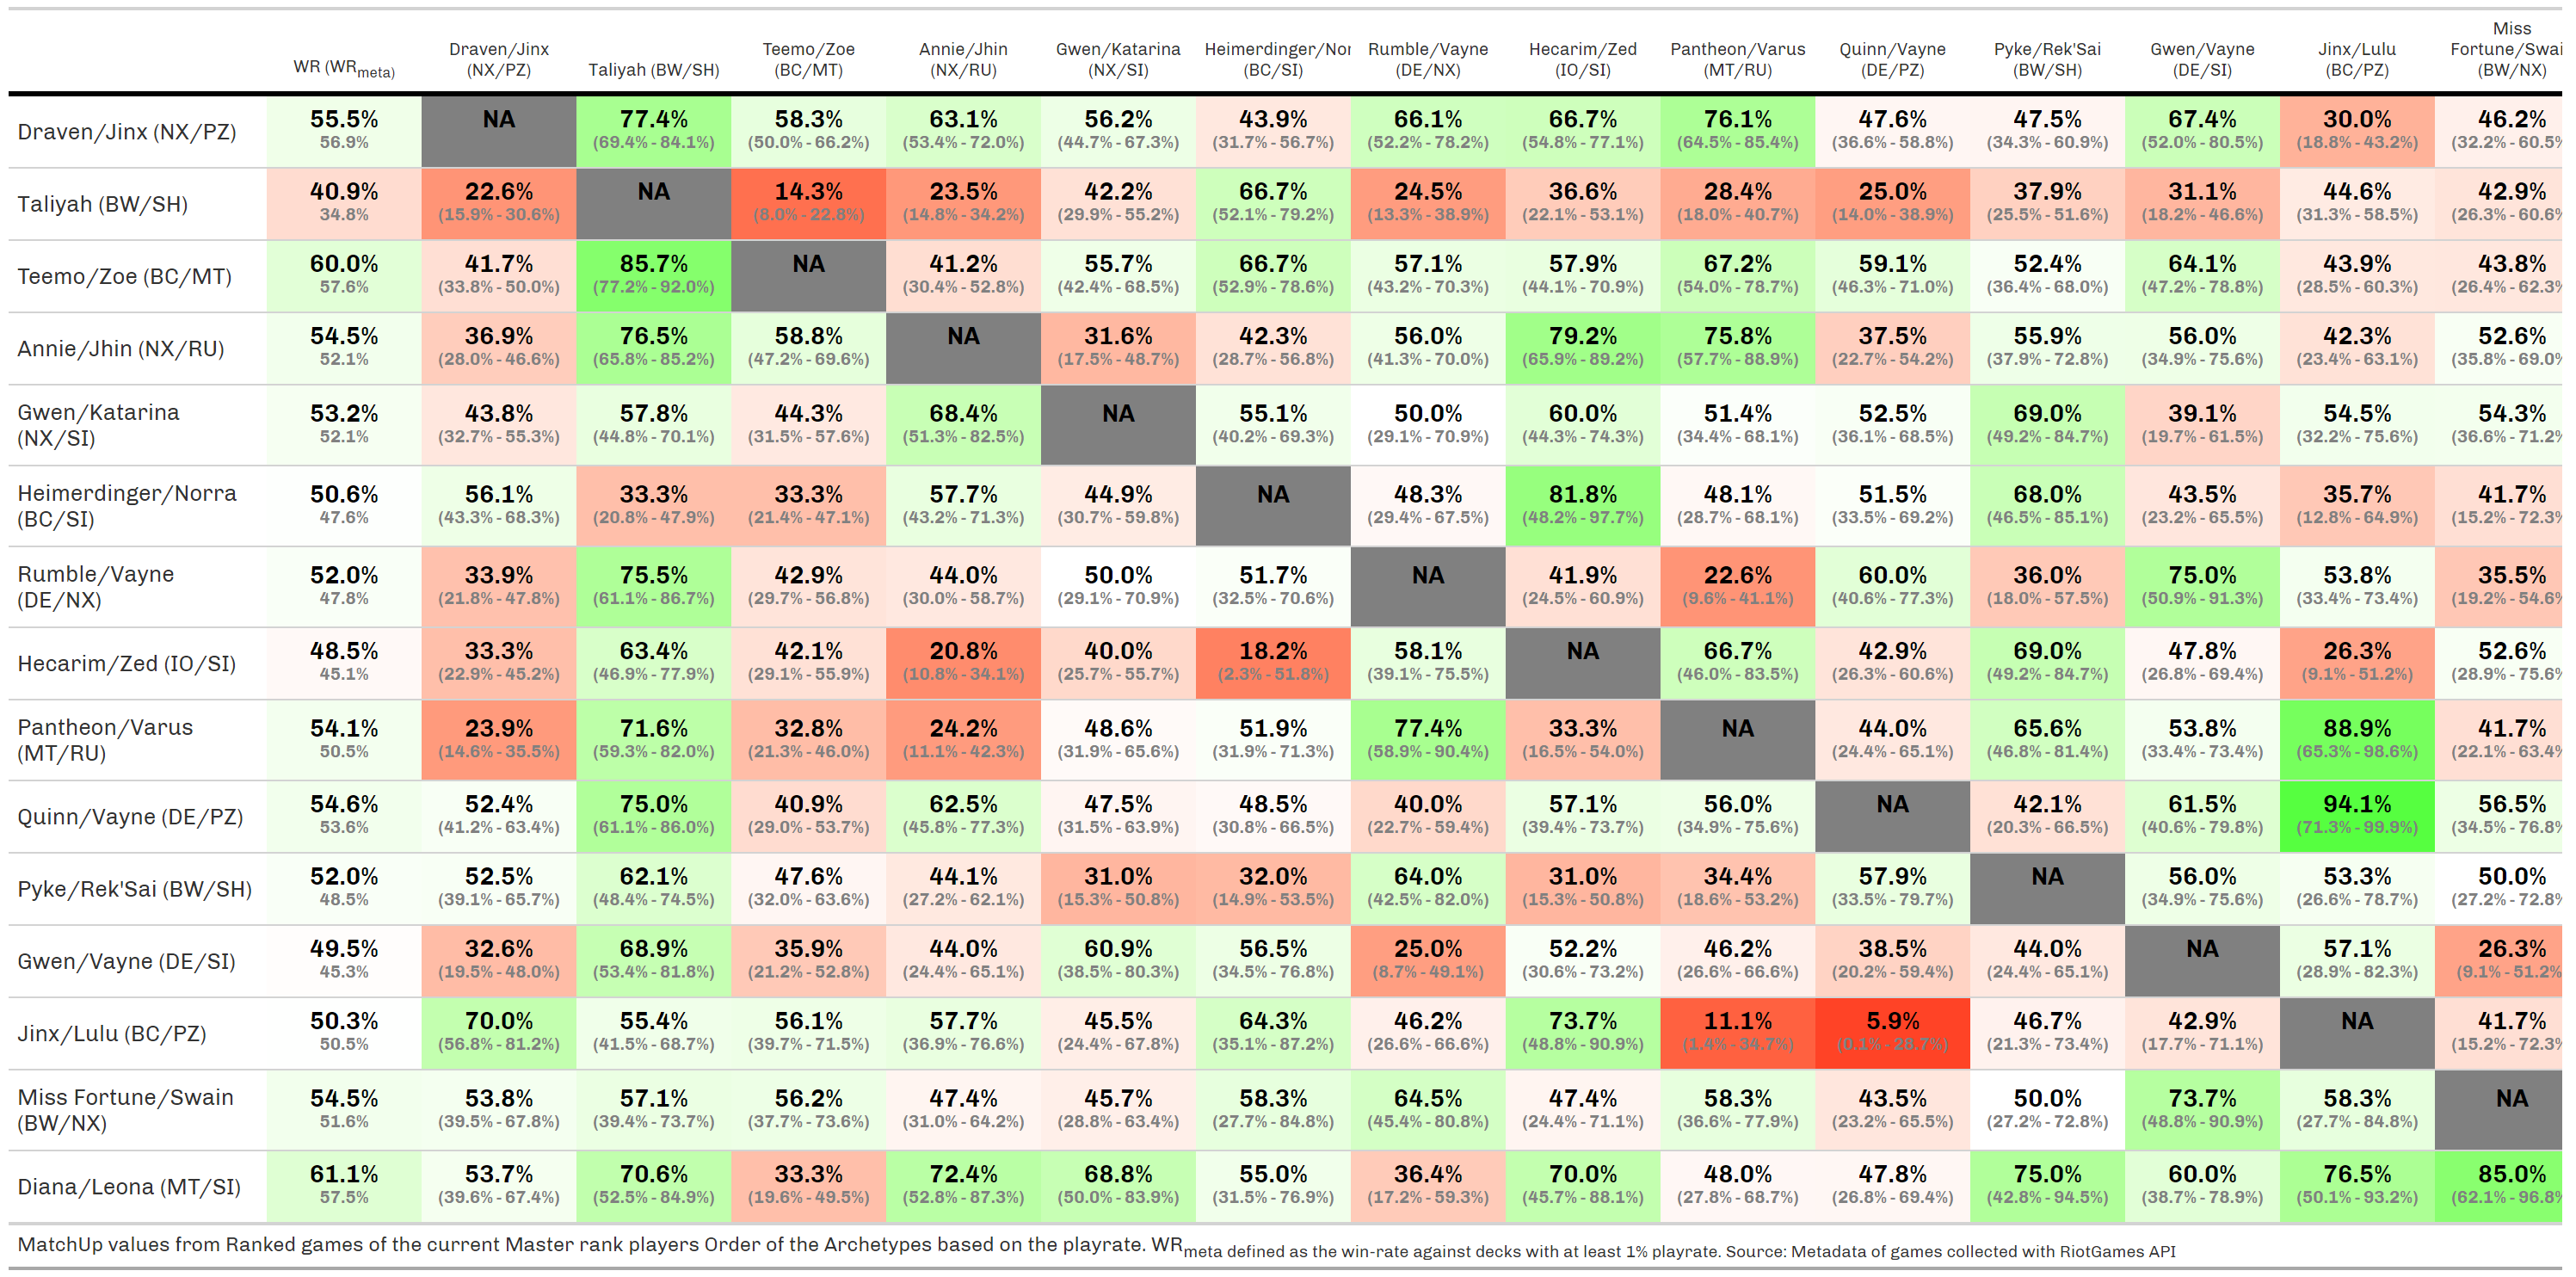 Miss
Draven/Jinx Teemo/Zoe Annie/Jhin Gwen/Katarina Heimerdinger/Nor Rumble/Vayne Hecarim/Zed Pantheon/Varus Quinn/Vayne Pyke/Rek'Sai Gwen/Vayne Jinx/Lulu Fortune/Swai
WR (WRmeta) (NX/PZ) Taliyah (BW/SH) (BC/MT) (NX/RU) (NX/SI) (BC/SI) (DE/NX) (IO/SI) (MT/RU) (DE/PZ) (BW/SH) (DE/SI) (BC/PZ) (BW/NX)
Draven/Jinx (NX/PZ) 55.5% NA 77.4% 58.3% 63.1% 56.2% 43.9% 66.1% 66.7% 76.1% 47.6% 47.5% 67.4% 30.0% 46.2%
56.9% (69.4% - 84.1%) (50.0% - 66.2%) (53.4% - 72.0%) (44.7% - 67.3%) (31.7% - 56.7%) (52.2% - 78.2%) (54.8% - 77.1%) (64.5% - 85.4%) (36.6% - 58.8%) (34.3% - 60.9%) (52.0% - 80.5%) (18.8% - 43.2%) (32.2% - 60.5%
Taliyah (BW/SH) 40.9% 22.6% NA 14.3% 23.5% 42.2% 66.7% 24.5% 36.6% 28.4% 25.0% 37.9% 31.1% 44.6% 42.9%
34.8% (15.9% - 30.6%) (8.0% - 22.8%) (14.8% - 34.2%) (29.9% - 55.2%) (52.1% - 79.2%) (13.3% - 38.9%) (22.1% - 53.1%) (18.0% - 40.7%) (14.0% - 38.9%) (25.5% - 51.6%) (18.2% - 46.6%) (31.3% - 58.5%) (26.3% - 60.6%
Teemo/Zoe (BC/MT) 60.0% 41.7% 85.7% NA 41.2% 55.7% 66.7% 57.1% 57.9% 67.2% 59.1% 52.4% 64.1% 43.9% 43.8%
57.6% (33.8% - 50.0%) (77.2% - 92.0%) (30.4% - 52.8%) (42.4% - 68.5%) (52.9% - 78.6%) (43.2% - 70.3%) (44.1% - 70.9%) (54.0% - 78.7%) (46.3% - 71.0%) (36.4% - 68.0%) (47.2% - 78.8%) (28.5% - 60.3%) (26.4% - 62.3%
Annie/Jhin (NX/RU) 54.5% 36.9% 76.5% 58.8% NA 31.6% 42.3% 56.0% 79.2% 75.8% 37.5% 55.9% 56.0% 42.3% 52.6%
52.1% (28.0% - 46.6%) (65.8% - 85.2%) (47.2% - 69.6%) (17.5% - 48.7%) (28.7% - 56.8%) (41.3% - 70.0%) (65.9% - 89.2%) (57.7% - 88.9%) (22.7% - 54.2%) (37.9% - 72.8%) (34.9% - 75.6%) (23.4% - 63.1%) (35.8% - 69.0%
Gwen/Katarina 53.2% 43.8% 57.8% 44.3% 68.4% NA 55.1% 50.0% 60.0% 51.4% 52.5% 69.0% 39.1% 54.5% 54.3%
(NX/SI) 52.1% (32.7% - 55.3%) (44.8% - 70.1%) (31.5% - 57.6%) (51.3% - 82.5%) (40.2% - 69.3%) (29.1% - 70.9%) (44.3% - 74.3%) (34.4% - 68.1%) (36.1% - 68.5%) (49.2% - 84.7%) (19.7% - 61.5%) (32.2% - 75.6%) (36.6% - 71.2%
Heimerdinger/Norra 50.6% 56.1% 33.3% 33.3% 57.7% 44.9% NA 48.3% 81.8% 48.1% 51.5% 68.0% 43.5% 35.7% 41.7%
(BC/SI) 47.6% (43.3% - 68.3%) (20.8% - 47.9%) (21.4% - 47.1%) (43.2% - 71.3%) (30.7% - 59.8%) (29.4% - 67.5%) (48.2% - 97.7%) (28.7% - 68.1%) (33.5% - 69.2%) (46.5% - 85.1%) (23.2% - 65.5%) (12.8% - 64.9%) (15.2% - 72.3%
Rumble/Vayne 52.0% 33.9% 75.5% 42.9% 44.0% 50.0% 51.7% NA 41.9% 22.6% 60.0% 36.0% 75.0% 53.8% 35.5%
(DE/NX) 47.8% (21.8% - 47.8%) (61.1% - 86.7%) (29.7% - 56.8%) (30.0% - 58.7%) (29.1% - 70.9%) (32.5% - 70.6%) (24.5% - 60.9%) (9.6% - 41.1%) (40.6% - 77.3%) (18.0% - 57.5%) (50.9% - 91.3%) (33.4% - 73.4%) (19.2% - 54.6%
Hecarim/Zed (IO/SI) 48.5% 33.3% 63.4% 42.1% 20.8% 40.0% 18.2% 58.1% NA 66.7% 42.9% 69.0% 47.8% 26.3% 52.6%
45.1% (22.9% - 45.2%) (46.9% - 77.9%) (29.1% - 55.9%) (10.8% - 34.1%) (25.7% - 55.7%) (2.3% - 51.8%) (39.1% - 75.5%) (46.0% - 83.5%) (26.3% - 60.6%) (49.2% - 84.7%) (26.8% - 69.4%) (9.1% - 51.2%) (28.9% - 75.6%
Pantheon/Varus 54.1% 23.9% 71.6% 32.8% 24.2% 48.6% 51.9% 77.4% 33.3% NA 44.0% 65.6% 53.8% 88.9% 41.7%
(MT/RU) 50.5% (14.6% - 35.5%) (59.3% - 82.0%) (21.3% - 46.0%) (11.1% - 42.3%) (31.9% - 65.6%) (31.9% - 71.3%) (58.9% - 90.4%) (16.5% - 54.0%) (24.4% - 65.1%) (46.8% - 81.4%) (33.4% - 73.4%) (65.3% - 98.6%) (22.1% - 63.4%
Quinn/Vayne (DE/PZ) 54.6% 52.4% 75.0% 40.9% 62.5% 47.5% 48.5% 40.0% 57.1% 56.0% NA 42.1% 61.5% 94.1% 56.5%
53.6% (41.2% - 63.4%) (61.1% - 86.0%) (29.0% - 53.7%) (45.8% - 77.3%) (31.5% - 63.9%) (30.8% - 66.5%) (22.7% - 59.4%) (39.4% - 73.7%) (34.9% - 75.6%) (20.3% - 66.5%) (40.6% - 79.8%) (71.3% - 99.9%) (34.5% - 76.8%
Pyke/Rek'Sai (BW/SH) 52.0% 52.5% 62.1% 47.6% 44.1% 31.0% 32.0% 64.0% 31.0% 34.4% 57.9% NA 56.0% 53.3% 50.0%
48.5% (39.1% - 65.7%) (48.4% - 74.5%) (32.0% - 63.6%) (27.2% - 62.1%) (15.3% - 50.8%) (14.9% - 53.5%) (42.5% - 82.0%) (15.3% - 50.8%) (18.6% - 53.2%) (33.5% - 79.7%) (34.9% - 75.6%) (26.6% - 78.7%) (27.2% - 72.8%
Gwen/Vayne (DE/SI) 49.5% 32.6% 68.9% 35.9% 44.0% 60.9% 56.5% 25.0% 52.2% 46.2% 38.5% 44.0% NA 57.1% 26.3%
45.3% (19.5% - 48.0%) (53.4% - 81.8%) (21.2% - 52.8%) (24.4% - 65.1%) (38.5% - 80.3%) (34.5% - 76.8%) (8.7% - 49.1%) (30.6% - 73.2%) (26.6% - 66.6%) (20.2% - 59.4%) (24.4% - 65.1%) (28.9% - 82.3%) (9.1% - 51.2%
Jinx/Lulu (BC/PZ) 50.3% 70.0% 55.4% 56.1% 57.7% 45.5% 64.3% 46.2% 73.7% 11.1% 5.9% 46.7% 42.9% NA 41.7%
50.5% (56.8% - 81.2%) (41.5% - 68.7%) (39.7% - 71.5%) (36.9% - 76.6%) (24.4% - 67.8%) (35.1% - 87.2%) (26.6% - 66.6%) (48.8% - 90.9%) (1.4% - 34.7%) (0.1% - 28.7%) (21.3% - 73.4%) (17.7% - 71.1%) (15.2% - 72.3%
Miss Fortune/Swain 54.5% 53.8% 57.1% 56.2% 47.4% 45.7% 58.3% 64.5% 47.4% 58.3% 43.5% 50.0% 73.7% 58.3% NA
(BW/NX) 51.6% (39.5% - 67.8%) (39.4% - 73.7%) (37.7% - 73.6%) (31.0% - 64.2%) (28.8% - 63.4%) (27.7% - 84.8%) (45.4% - 80.8%) (24.4% - 71.1%) (36.6% - 77.9%) (23.2% - 65.5%) (27.2% - 72.8%) (48.8% - 90.9%) (27.7% - 84.8%)
Diana/Leona (MT/SI) 61.1% 53.7% 70.6% 33.3% 72.4% 68.8% 55.0% 36.4% 70.0% 48.0% 47.8% 75.0% 60.0% 76.5% 85.0%
57.5% (39.6% - 67.4%) (52.5% - 84.9%) (19.6% - 49.5%) (52.8% - 87.3%) (50.0% - 83.9%) (31.5% - 76.9%) (17.2% - 59.3%) (45.7% - 88.1%) (27.8% - 68.7%) (26.8% - 69.4%) (42.8% - 94.5%) (38.7% - 78.9%) (50.1% - 93.2%) (62.1% - 96.8%
MatchUp values from Ranked games of the current Master rank players Order of the Archetypes based on the playrate. WRmeta defined as the win-rate against decks with at least 1% playrate. Source: Metadata of games collected with RiotGames API